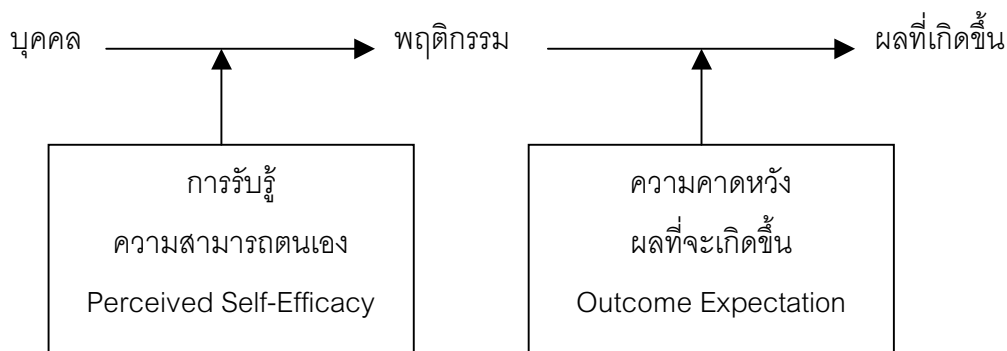 บุคคล พฤติกรรม ผลที่เกิดขึ้น
การรับรู้
ความสามารถตนเอง
Perceived Self-Efficacy
ความคาดหวัง
ผลที่จะเกิดขึ้น
Outcome Expectation